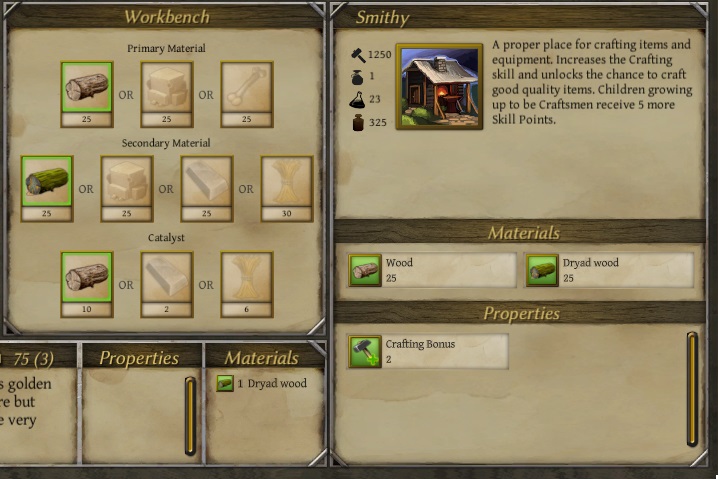 Workbench
Primary Material
OR
OR
25
25
25
Secondary Material
OR
OR
OR
25
25
25
30
Catalyst
OR
OR
10
2
6
75 (3)
s golden
re but
e very
Properties
Materials
1 Dryad wood
Smithy
1250
1
23
325
A proper place for crafting items and
equipment. Increases the Crafting
skill and unlocks the chance to craft
good quality items. Children growing
up to be Craftsmen receive 5 more
Skill Points.
Materials
Wood
25
Dryad wood
25
Properties
Crafting Bonus
2